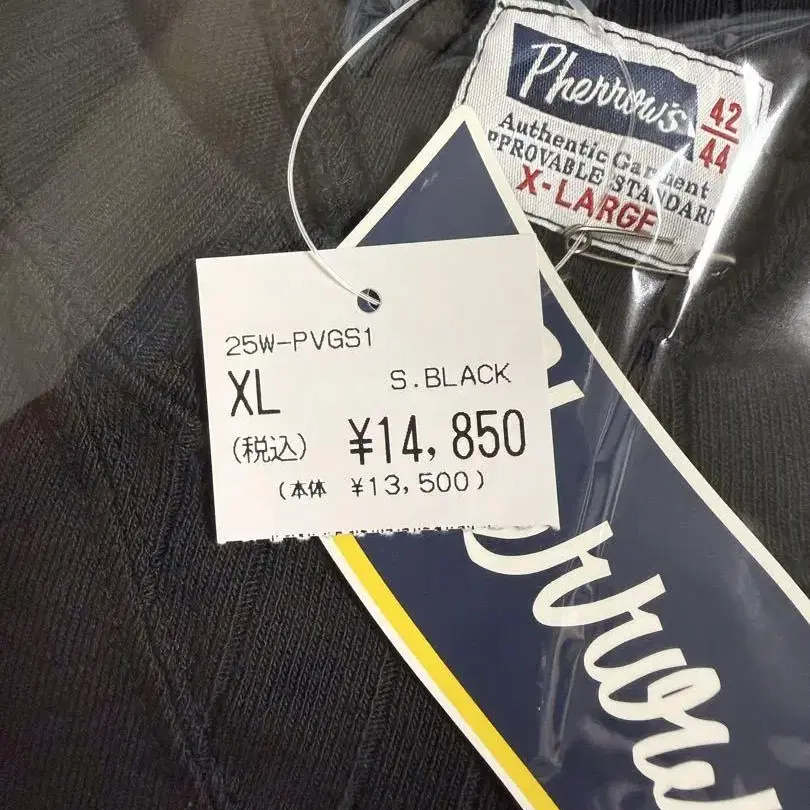 Pherrow's
42
44
Authentic Garment
PPROVABLE STANDARD
X-LARGE
25W-PVGS1
XL
S.BLACK
(税込) ¥14,850
(本体 ¥13,500)